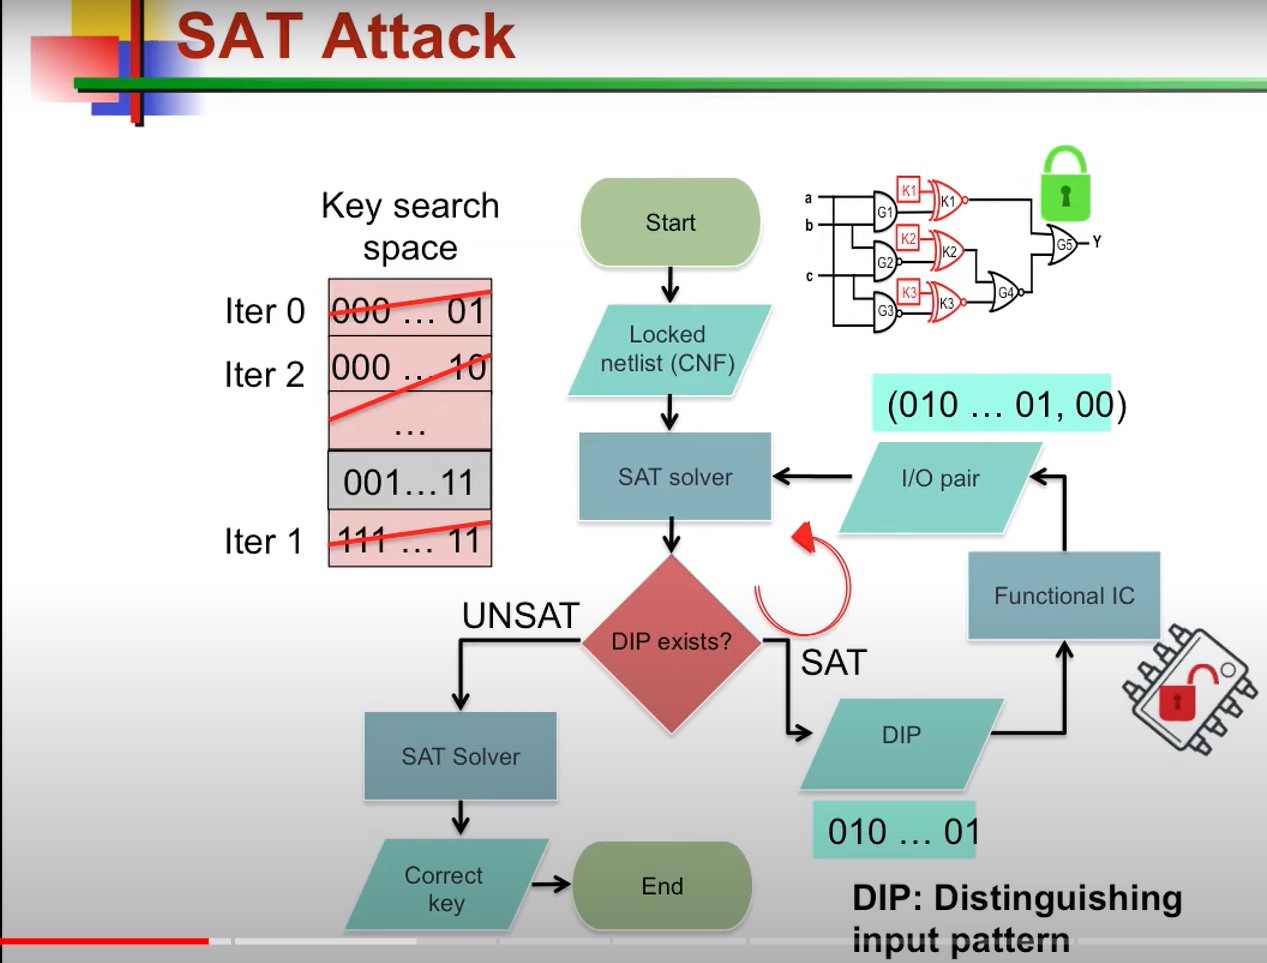 SAT Attack
Key search
space
Iter 0
000 ... 01
Iter 2
000 ... 10
...
001...11
Iter 1
111 ... 11
Start
Locked
netlist (CNF)
SAT solver
DIP exists?
UNSAT
SAT
SAT Solver
Correct
key
End
a
b
c
K1
K1
G1
K2
K2
G2
K3
K3
G3
G4
G5
Y
(010 ... 01, 00)
I/O pair
Functional IC
DIP
010 ... 01
DIP: Distinguishing
input pattern